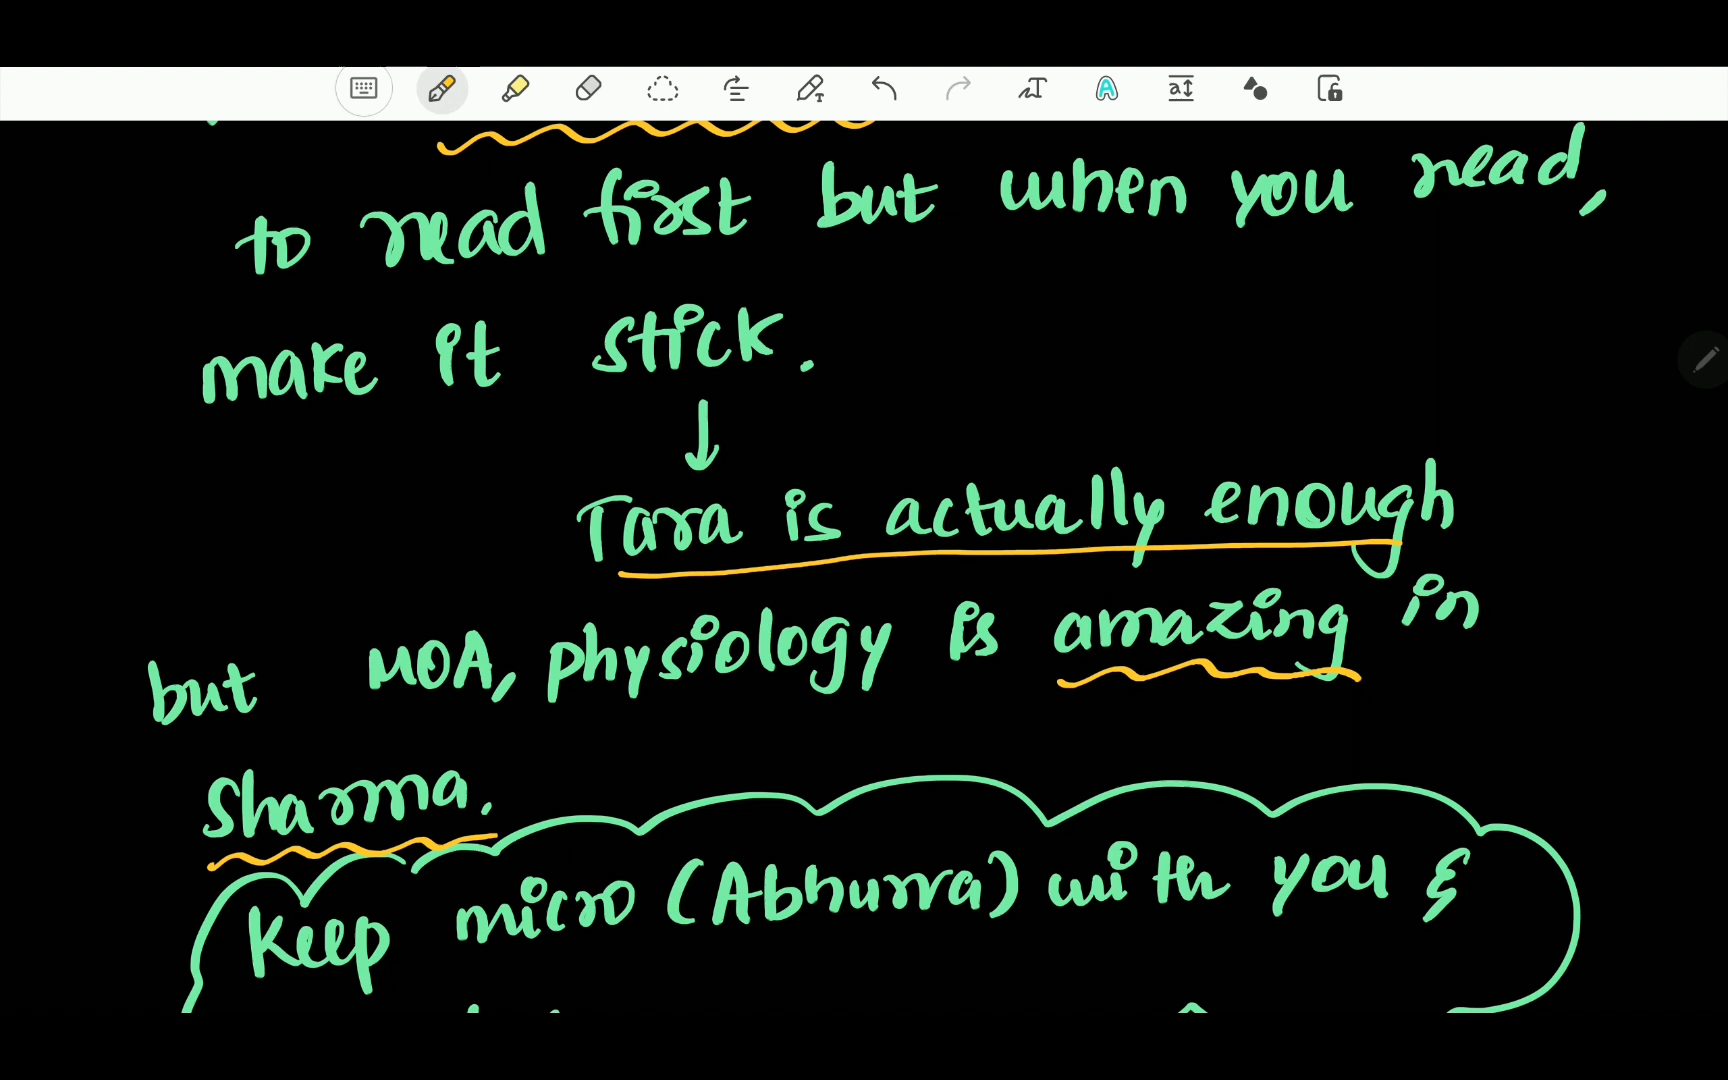 to read first but when you read,
make it stick.
↓
Tara is actually enough
but MOA, physiology is amazing in
Sharma.
Keep micro (Abhurva) with you &